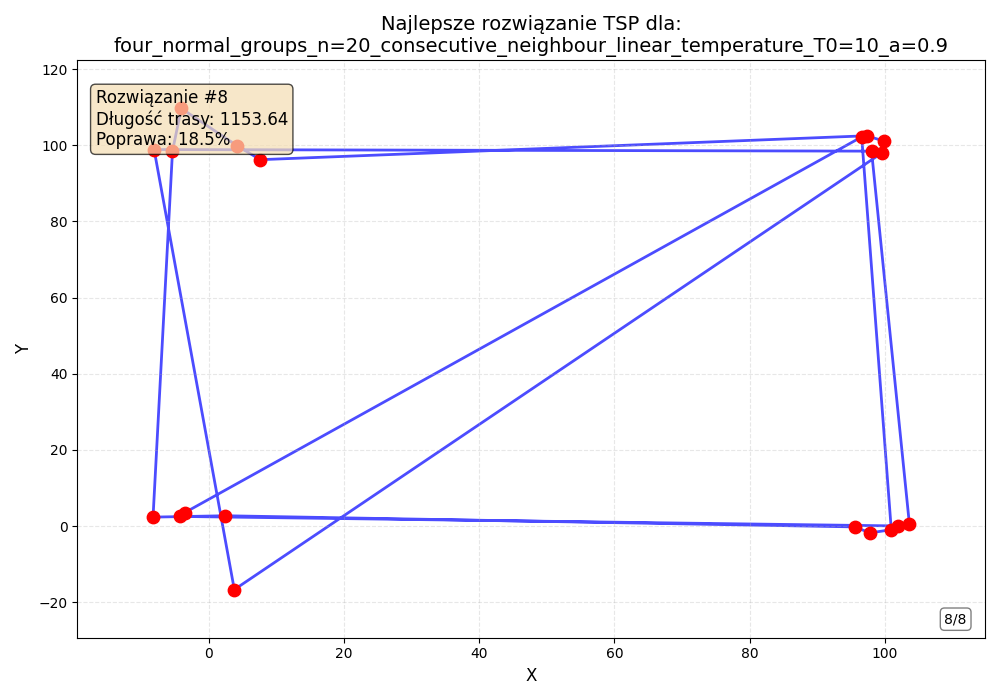 Najlepsze rozwiązanie TSP dla:
four_normal_groups_n=20_consecutive_neighbour_linear_temperature_T0=10_a=0.9
Rozwiązanie #8
Długość trasy: 1153.64
Poprawa: 18.5%
120
100
80
60
40
20
0
−20
Y
0
20
40
60
80
100
X
8/8